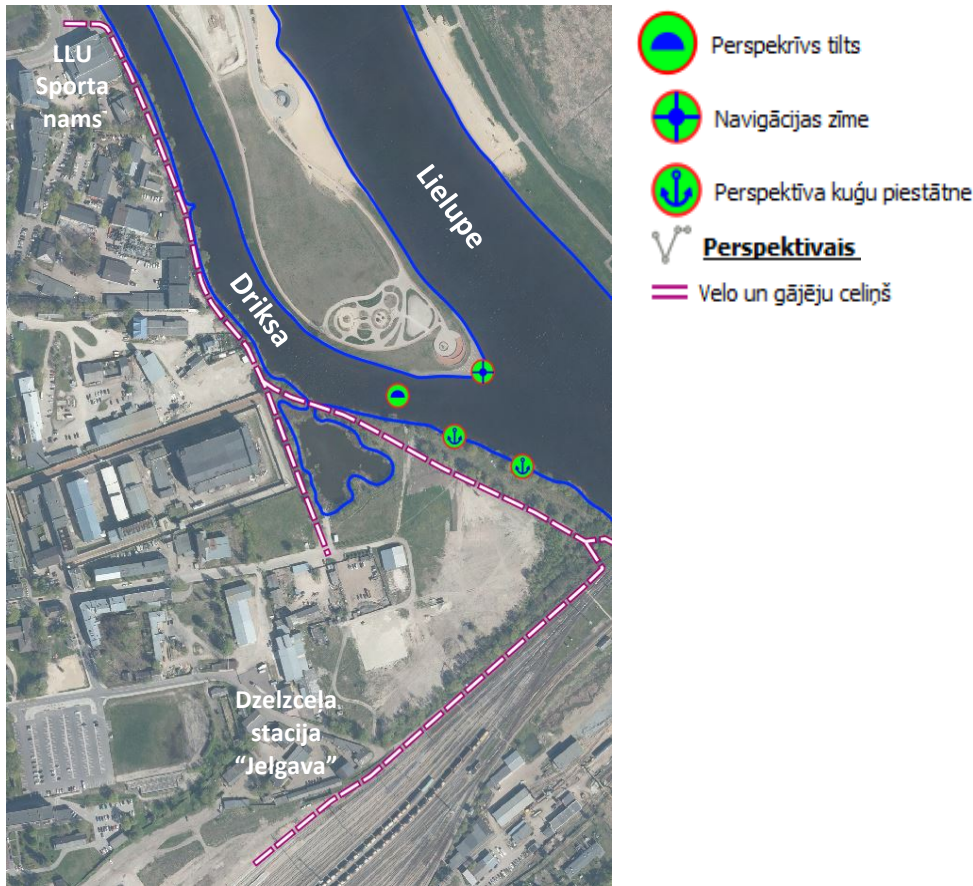 LLU
Sporta
nams
Lielupe
Driksa
Dzelzceļa
stacija
“Jelgava”
Perspekrīvs tilts
Navigācijas zīme
Perspektīva kuģu piestātne
Perspektivais
Velo un gājēju celiņš